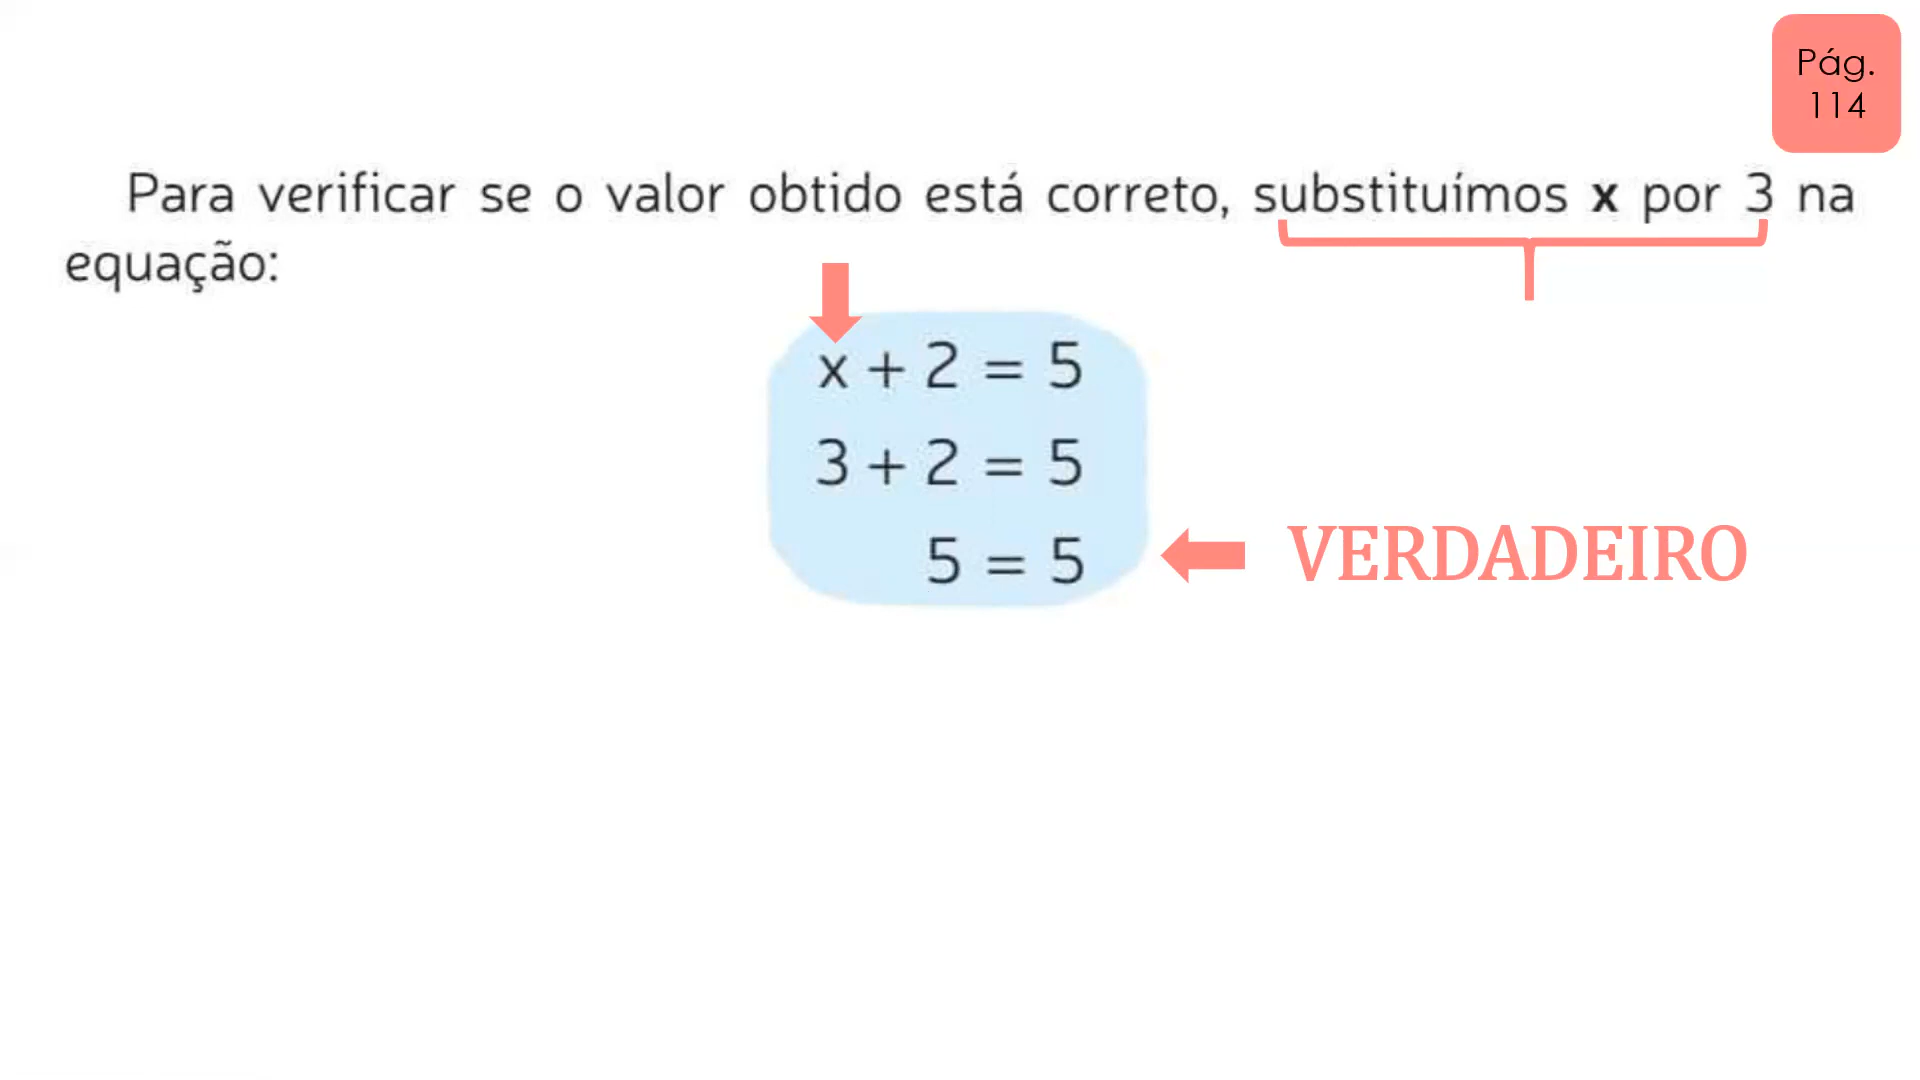 Pág.
114
Para verificar se o valor obtido está correto, substituímos x por 3 na
equação:
x + 2 = 5
3 + 2 = 5
5 = 5
VERDADEIRO